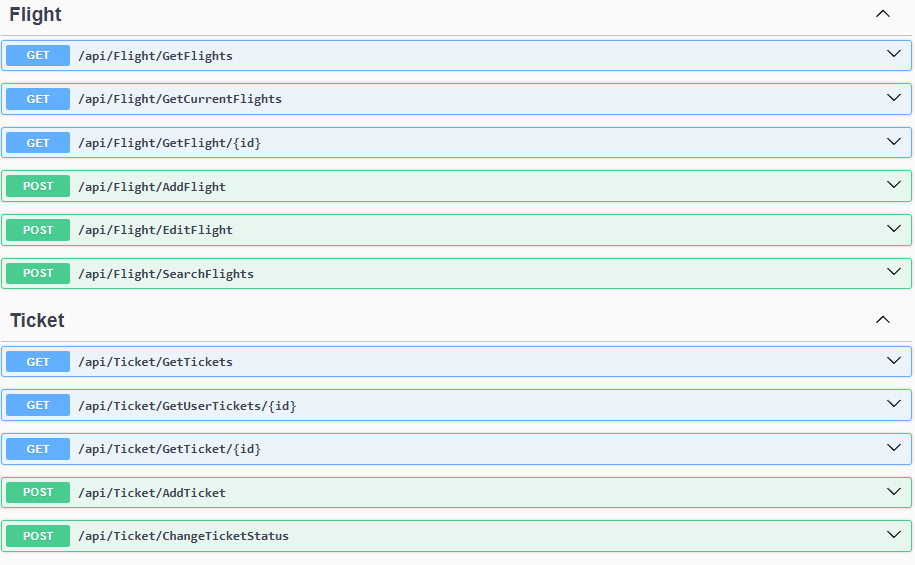 Flight
GET /api/Flight/GetFlights
GET /api/Flight/GetCurrentFlights
GET /api/Flight/GetFlight/{id}
POST /api/Flight/AddFlight
POST /api/Flight/EditFlight
POST /api/Flight/SearchFlights
Ticket
GET /api/Ticket/GetTickets
GET /api/Ticket/GetUserTickets/{id}
GET /api/Ticket/GetTicket/{id}
POST /api/Ticket/AddTicket
POST /api/Ticket/ChangeTicketStatus